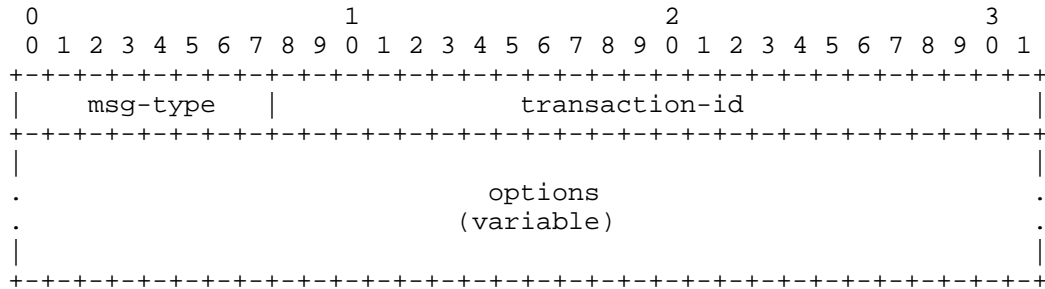 0                   1                   2                   3
 0 1 2 3 4 5 6 7 8 9 0 1 2 3 4 5 6 7 8 9 0 1 2 3 4 5 6 7 8 9 0 1
+-+-+-+-+-+-+-+-+-+-+-+-+-+-+-+-+-+-+-+-+-+-+-+-+-+-+-+-+-+-+-+-+
|    msg-type   |               transaction-id                  |
+-+-+-+-+-+-+-+-+-+-+-+-+-+-+-+-+-+-+-+-+-+-+-+-+-+-+-+-+-+-+-+-+
|                                                               |
.                            options                            .
.                           (variable)                          .
|                                                               |
+-+-+-+-+-+-+-+-+-+-+-+-+-+-+-+-+-+-+-+-+-+-+-+-+-+-+-+-+-+-+-+-+